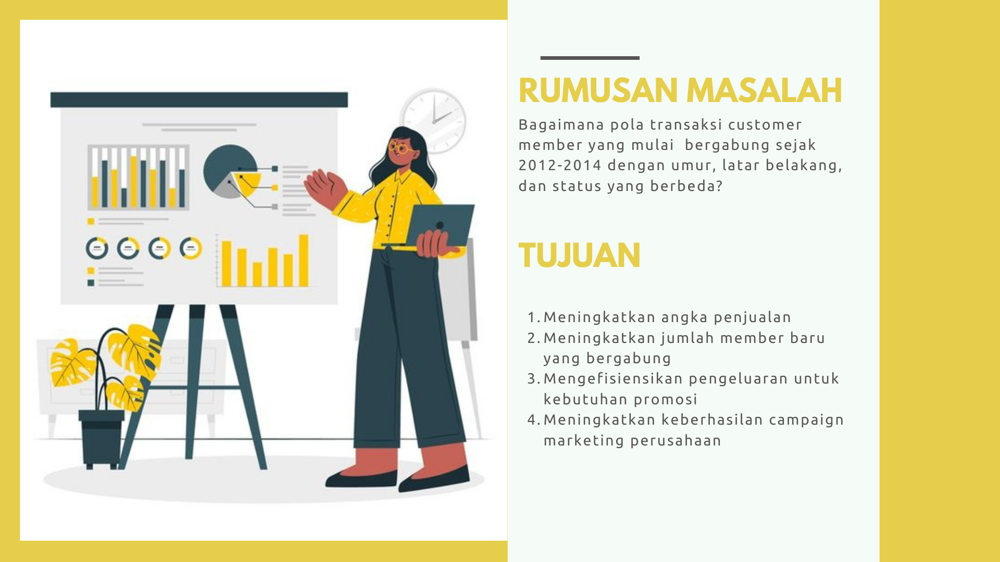 RUMUSAN MASALAH
Bagaimana pola transaksi customer
member yang mulai  bergabung sejak
2012-2014 dengan umur, latar belakang,
dan status yang berbeda?
TUJUAN
1. Meningkatkan angka penjualan
2. Meningkatkan jumlah member baru
yang bergabung
3. Mengefisiensikan pengeluaran untuk
kebutuhan promosi
4. Meningkatkan keberhasilan campaign
marketing perusahaan